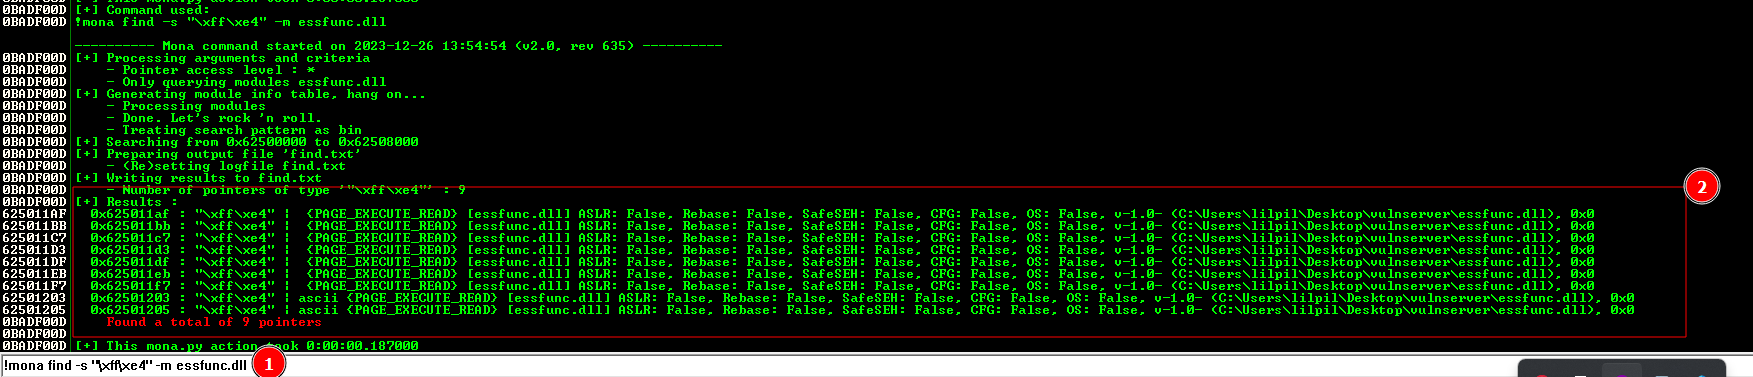 0BADF00D [+] Command used:
0BADF00D !mona find -s "\xff\xe4" -m essfunc.dll
---------- Mona command started on 2023-12-26 13:54:54 (v2.0, rev 635) ----------
0BADF00D [+] Processing arguments and criteria
0BADF00D - Pointer access level : *
0BADF00D - Only querying modules essfunc.dll
0BADF00D [+] Generating module info table, hang on...
0BADF00D - Processing modules
0BADF00D - Done. Let's rock 'n roll.
0BADF00D - Treating search pattern as bin
0BADF00D [+] Searching from 0x62500000 to 0x62508000
0BADF00D [+] Preparing output file 'find.txt'
0BADF00D - (Re)setting logfile find.txt
0BADF00D [+] Writing results to find.txt
0BADF00D - Number of pointers of type '"\xff\xe4"' : 9
0BADF00D [+] Results :
625011AF 0x625011af : "\xff\xe4" | {PAGE_EXECUTE_READ} [essfunc.dll] ASLR: False, Rebase: False, SafeSEH: False, CFG: False, OS: False, v-1.0- (C:\Users\lilpil\Desktop\vulnserver\essfunc.dll), 0x0
625011BB 0x625011bb : "\xff\xe4" | {PAGE_EXECUTE_READ} [essfunc.dll] ASLR: False, Rebase: False, SafeSEH: False, CFG: False, OS: False, v-1.0- (C:\Users\lilpil\Desktop\vulnserver\essfunc.dll), 0x0
625011C7 0x625011c7 : "\xff\xe4" | {PAGE_EXECUTE_READ} [essfunc.dll] ASLR: False, Rebase: False, SafeSEH: False, CFG: False, OS: False, v-1.0- (C:\Users\lilpil\Desktop\vulnserver\essfunc.dll), 0x0
625011D3 0x625011d3 : "\xff\xe4" | {PAGE_EXECUTE_READ} [essfunc.dll] ASLR: False, Rebase: False, SafeSEH: False, CFG: False, OS: False, v-1.0- (C:\Users\lilpil\Desktop\vulnserver\essfunc.dll), 0x0
625011DF 0x625011df : "\xff\xe4" | {PAGE_EXECUTE_READ} [essfunc.dll] ASLR: False, Rebase: False, SafeSEH: False, CFG: False, OS: False, v-1.0- (C:\Users\lilpil\Desktop\vulnserver\essfunc.dll), 0x0
625011EB 0x625011eb : "\xff\xe4" | {PAGE_EXECUTE_READ} [essfunc.dll] ASLR: False, Rebase: False, SafeSEH: False, CFG: False, OS: False, v-1.0- (C:\Users\lilpil\Desktop\vulnserver\essfunc.dll), 0x0
625011F7 0x625011f7 : "\xff\xe4" | {PAGE_EXECUTE_READ} [essfunc.dll] ASLR: False, Rebase: False, SafeSEH: False, CFG: False, OS: False, v-1.0- (C:\Users\lilpil\Desktop\vulnserver\essfunc.dll), 0x0
62501203 0x62501203 : "\xff\xe4" | ascii {PAGE_EXECUTE_READ} [essfunc.dll] ASLR: False, Rebase: False, SafeSEH: False, CFG: False, OS: False, v-1.0- (C:\Users\lilpil\Desktop\vulnserver\essfunc.dll), 0x0
62501205 0x62501205 : "\xff\xe4" | ascii {PAGE_EXECUTE_READ} [essfunc.dll] ASLR: False, Rebase: False, SafeSEH: False, CFG: False, OS: False, v-1.0- (C:\Users\lilpil\Desktop\vulnserver\essfunc.dll), 0x0
0BADF00D Found a total of 9 pointers
0BADF00D
0BADF00D [+] This mona.py action took 0:00:00.187000
!mona find -s "\xff\xe4" -m essfunc.dll
1
2